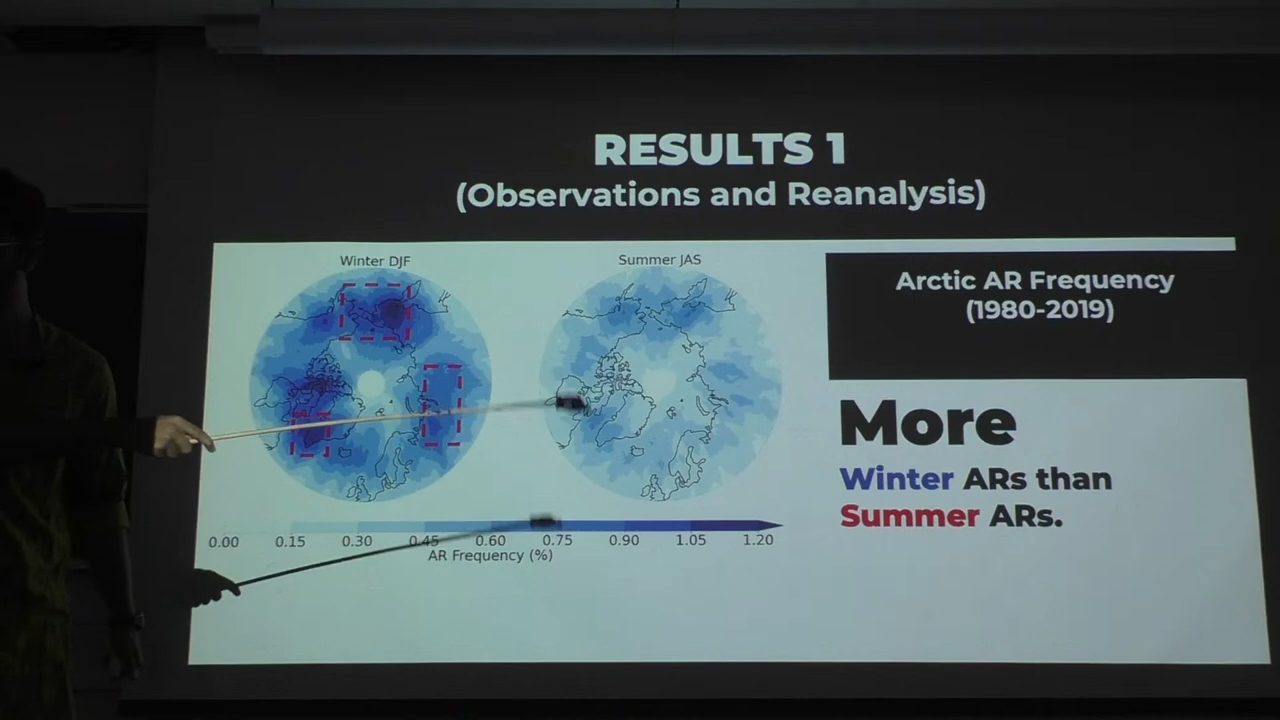 RESULTS 1
(Observations and Reanalysis)
Winter DJF
Summer JAS
0.00 0.15 0.30 0.45 0.60 0.75 0.90 1.05 1.20
AR Frequency (%)
Arctic AR Frequency
(1980-2019)
More
Winter ARs than
Summer ARs.